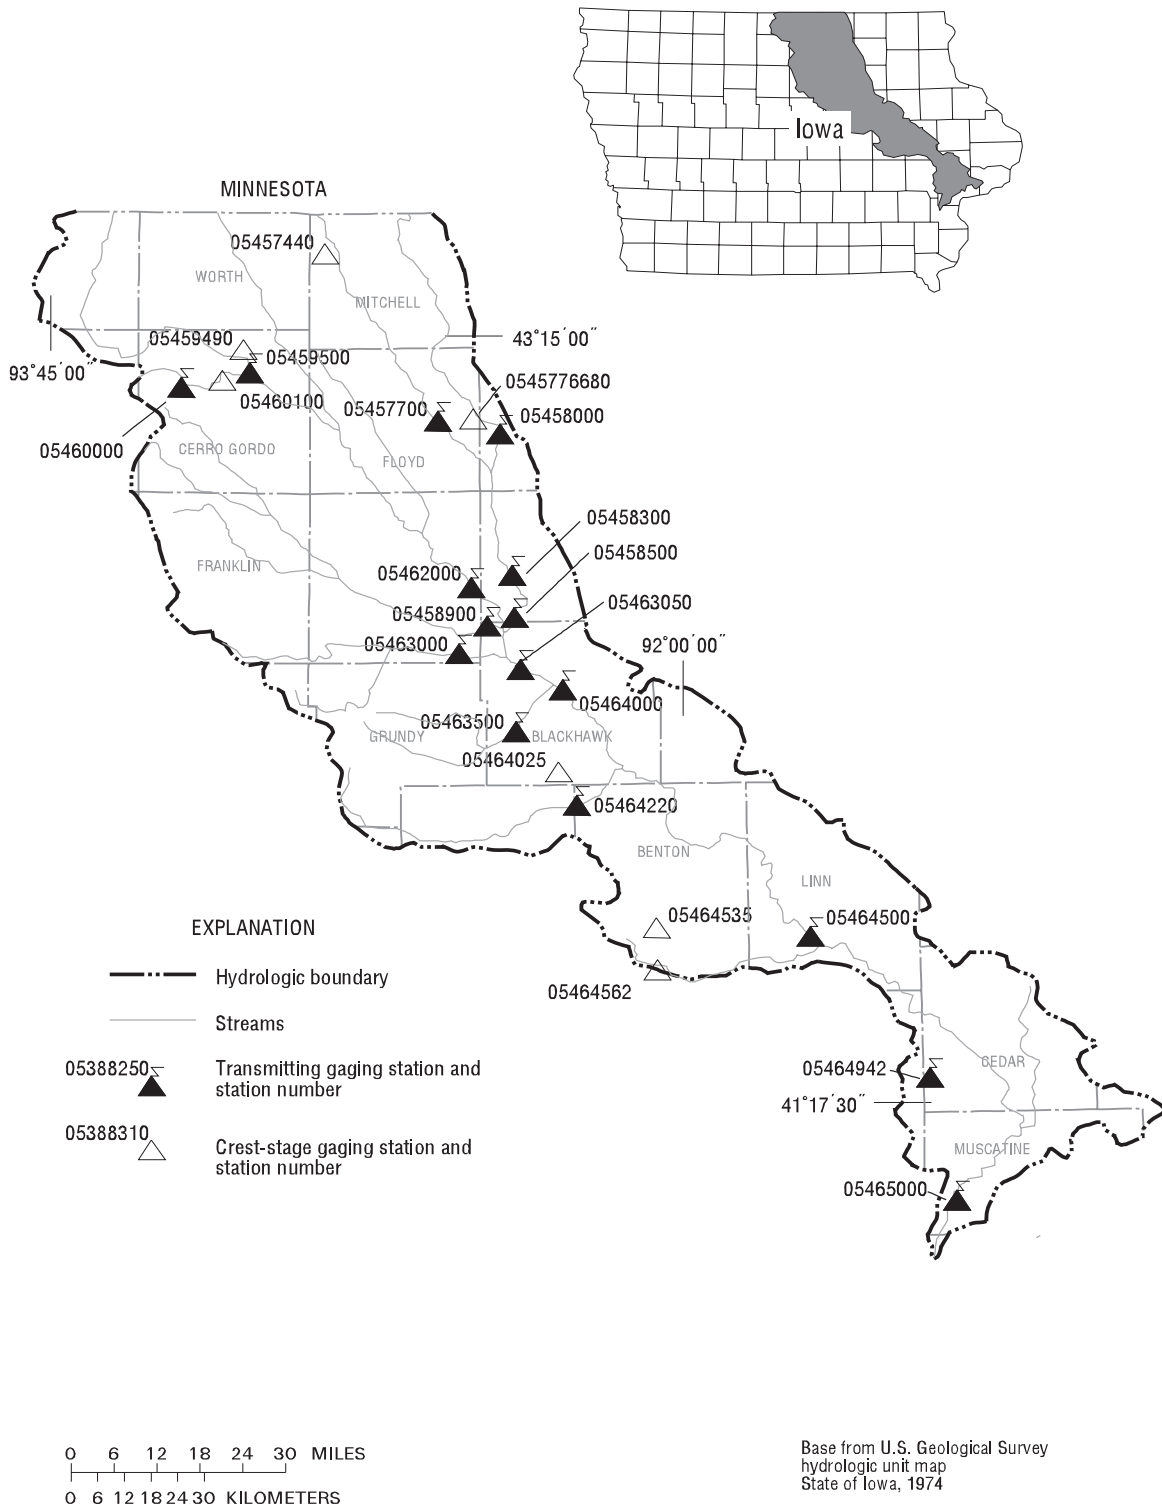 Iowa
MINNESOTA
05457440
WORTH
MITCHELL
05459490
43°15′00″
05459500
93°45′00″
0545776680
05460100
05457700
05458000
05460000
CERRO GORDO
FLOYD
05458300
05458500
FRANKLIN
05462000
05463050
05458900
05463000
92°00′00″
05464000
05463500
GRUNDY
BLACKHAWK
05464025
05464220
BENTON
LINN
05464535
05464500
05464562
CEDAR
05464942
41°17′30″
MUSCATINE
05465000
EXPLANATION
Hydrologic boundary
Streams
05388250
Transmitting gaging station and
station number
05388310
Crest-stage gaging station and
station number
0 6 12 18 24 30 MILES
0 6 12 18 24 30 KILOMETERS
Base from U.S. Geological Survey
hydrologic unit map
State of Iowa, 1974